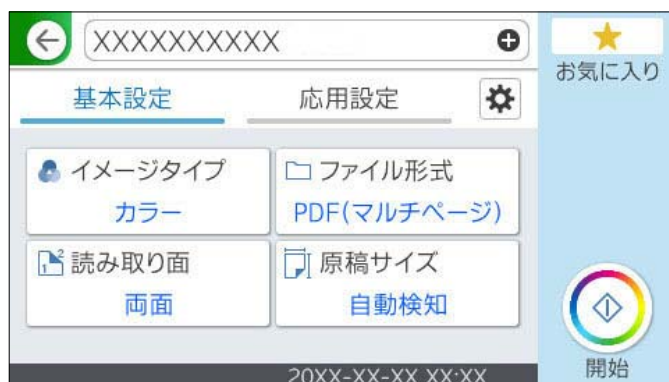 XXXXXXXXXX
お気に入り
基本設定
応用設定
イメージタイプ
カラー
ファイル形式
PDF(マルチページ)
1 2 読み取り面
両面
原稿サイズ
自動検知
開始
20XX-XX-XX XX:XX